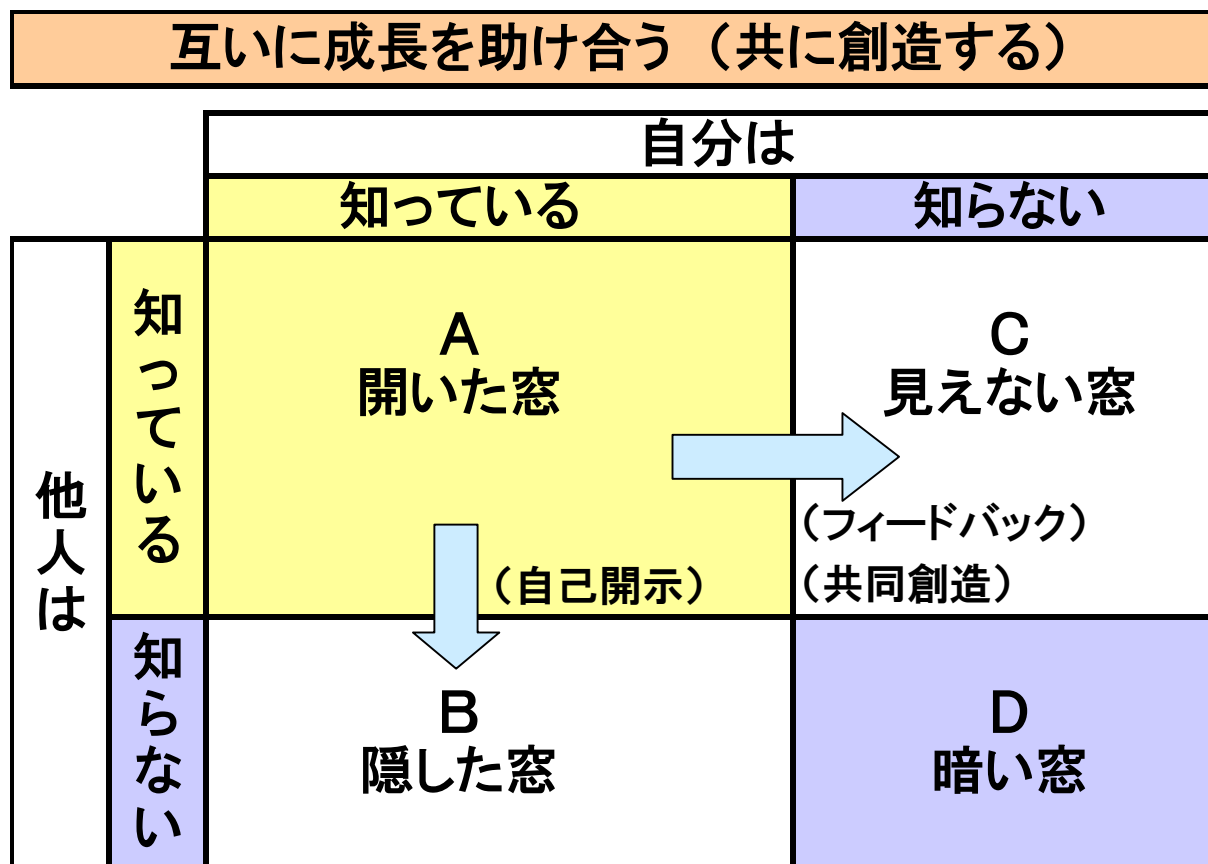 互いに成長を助け合う（共に創造する）
自分は
知っている
知らない
他人は
知っている
A
開いた窓
C
見えない窓
（フィードバック）
（自己開示）
（共同創造）
知らない
B
隠した窓
D
暗い窓